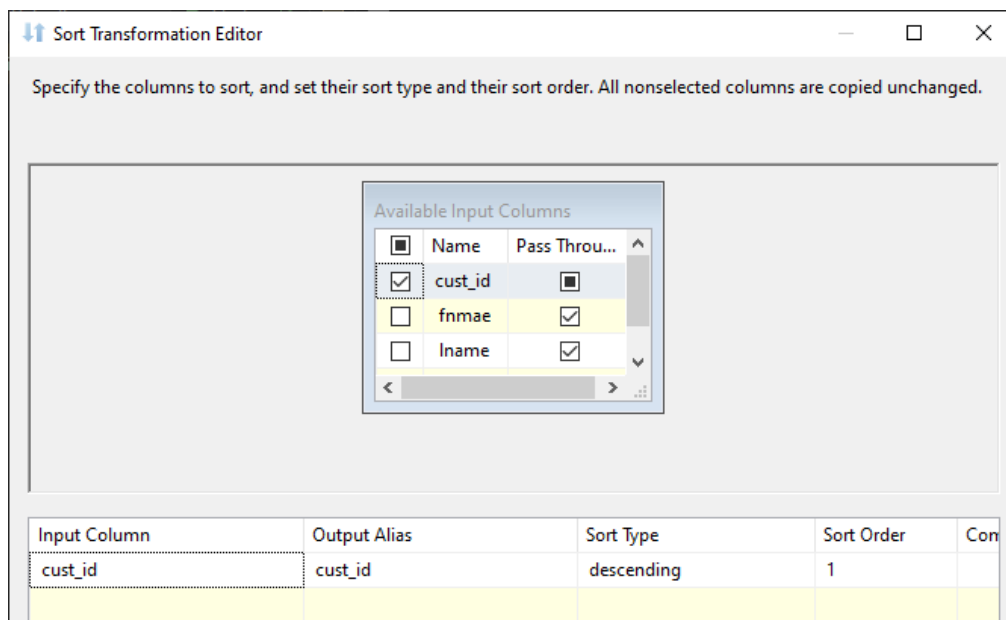 Sort Transformation Editor
Specify the columns to sort, and set their sort type and their sort order. All nonselected columns are copied unchanged.
Available Input Columns
Name Pass Throu...
cust_id
fnmae
lname
Input Column Output Alias Sort Type Sort Order Com
cust_id cust_id descending 1